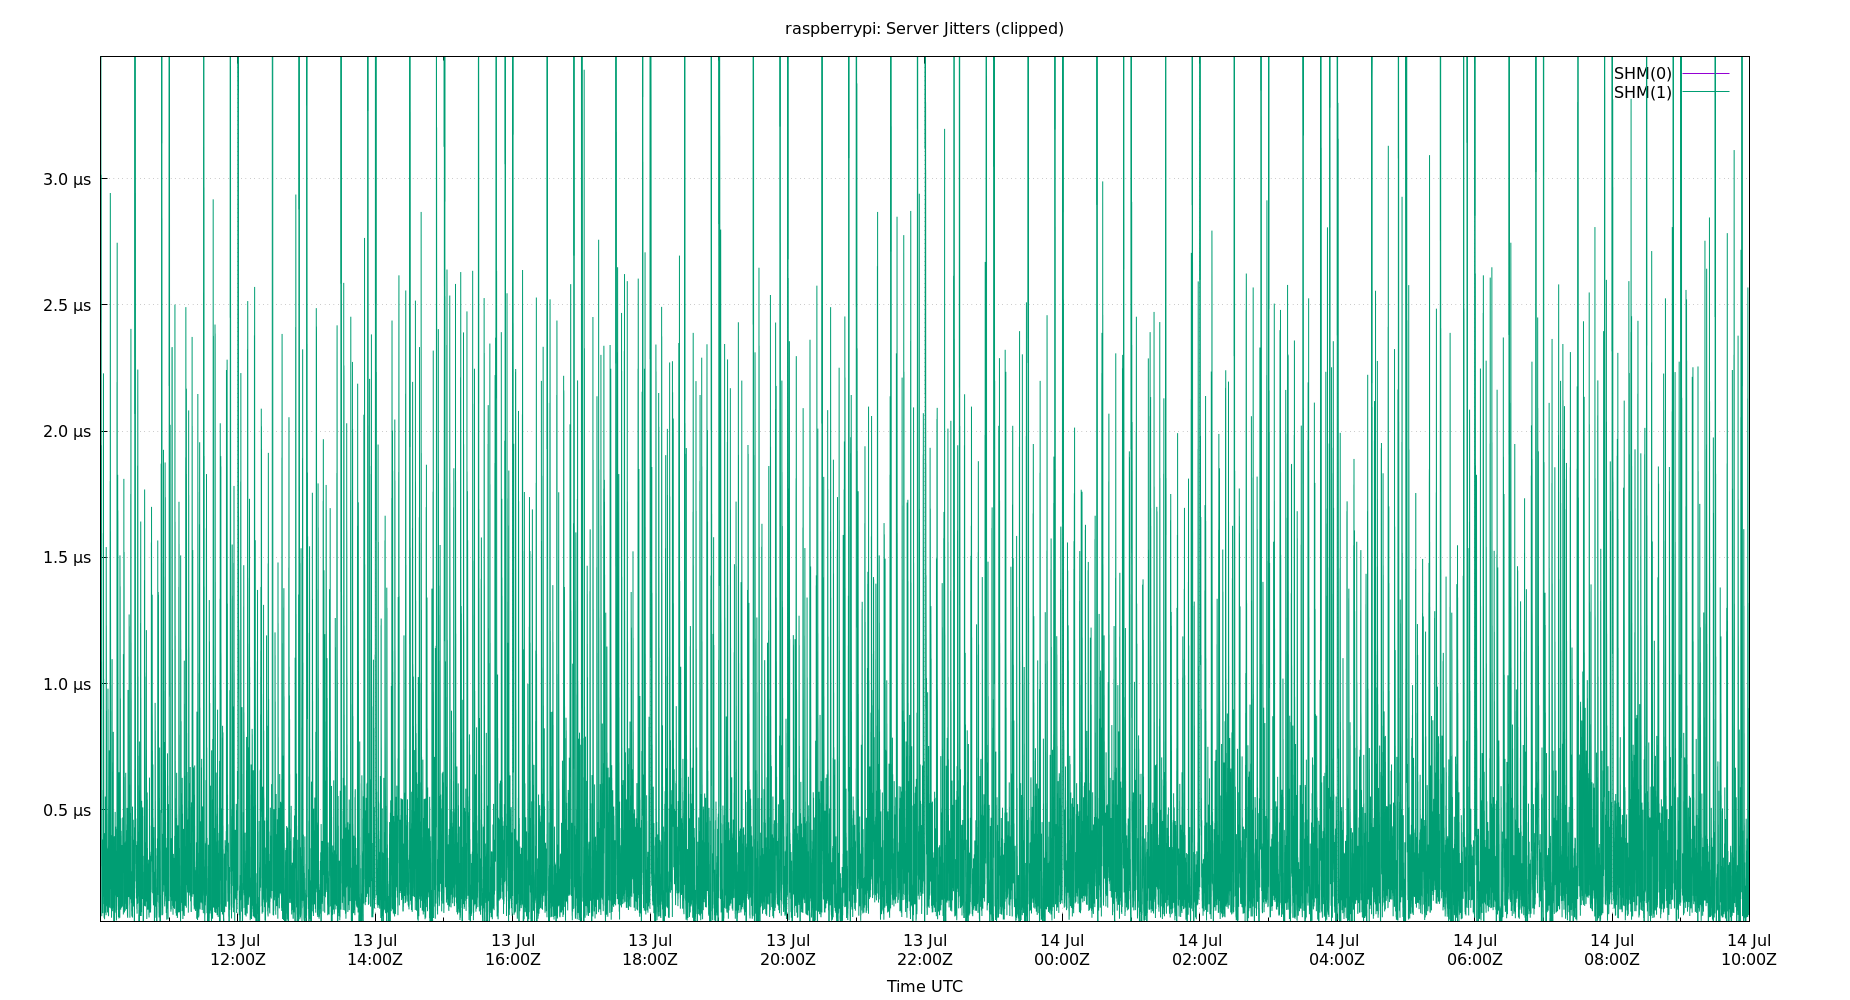 raspberrypi: Server Jitters (clipped)
SHM(0)
SHM(1)
3.0 µs
2.5 µs
2.0 µs
1.5 µs
1.0 µs
0.5 µs
13 Jul 13 Jul 13 Jul 13 Jul 13 Jul 13 Jul 14 Jul 14 Jul 14 Jul 14 Jul 14 Jul 14 Jul
12:00Z 14:00Z 16:00Z 18:00Z 20:00Z 22:00Z 00:00Z 02:00Z 04:00Z 06:00Z 08:00Z 10:00Z
Time UTC